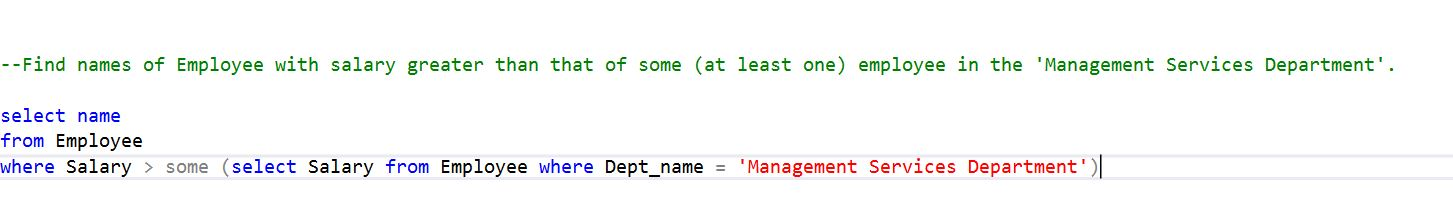 --Find names of Employee with salary greater than that of some (at least one) employee in the 'Management Services Department'.
select name
from Employee
where Salary > some (select Salary from Employee where Dept_name = 'Management Services Department')